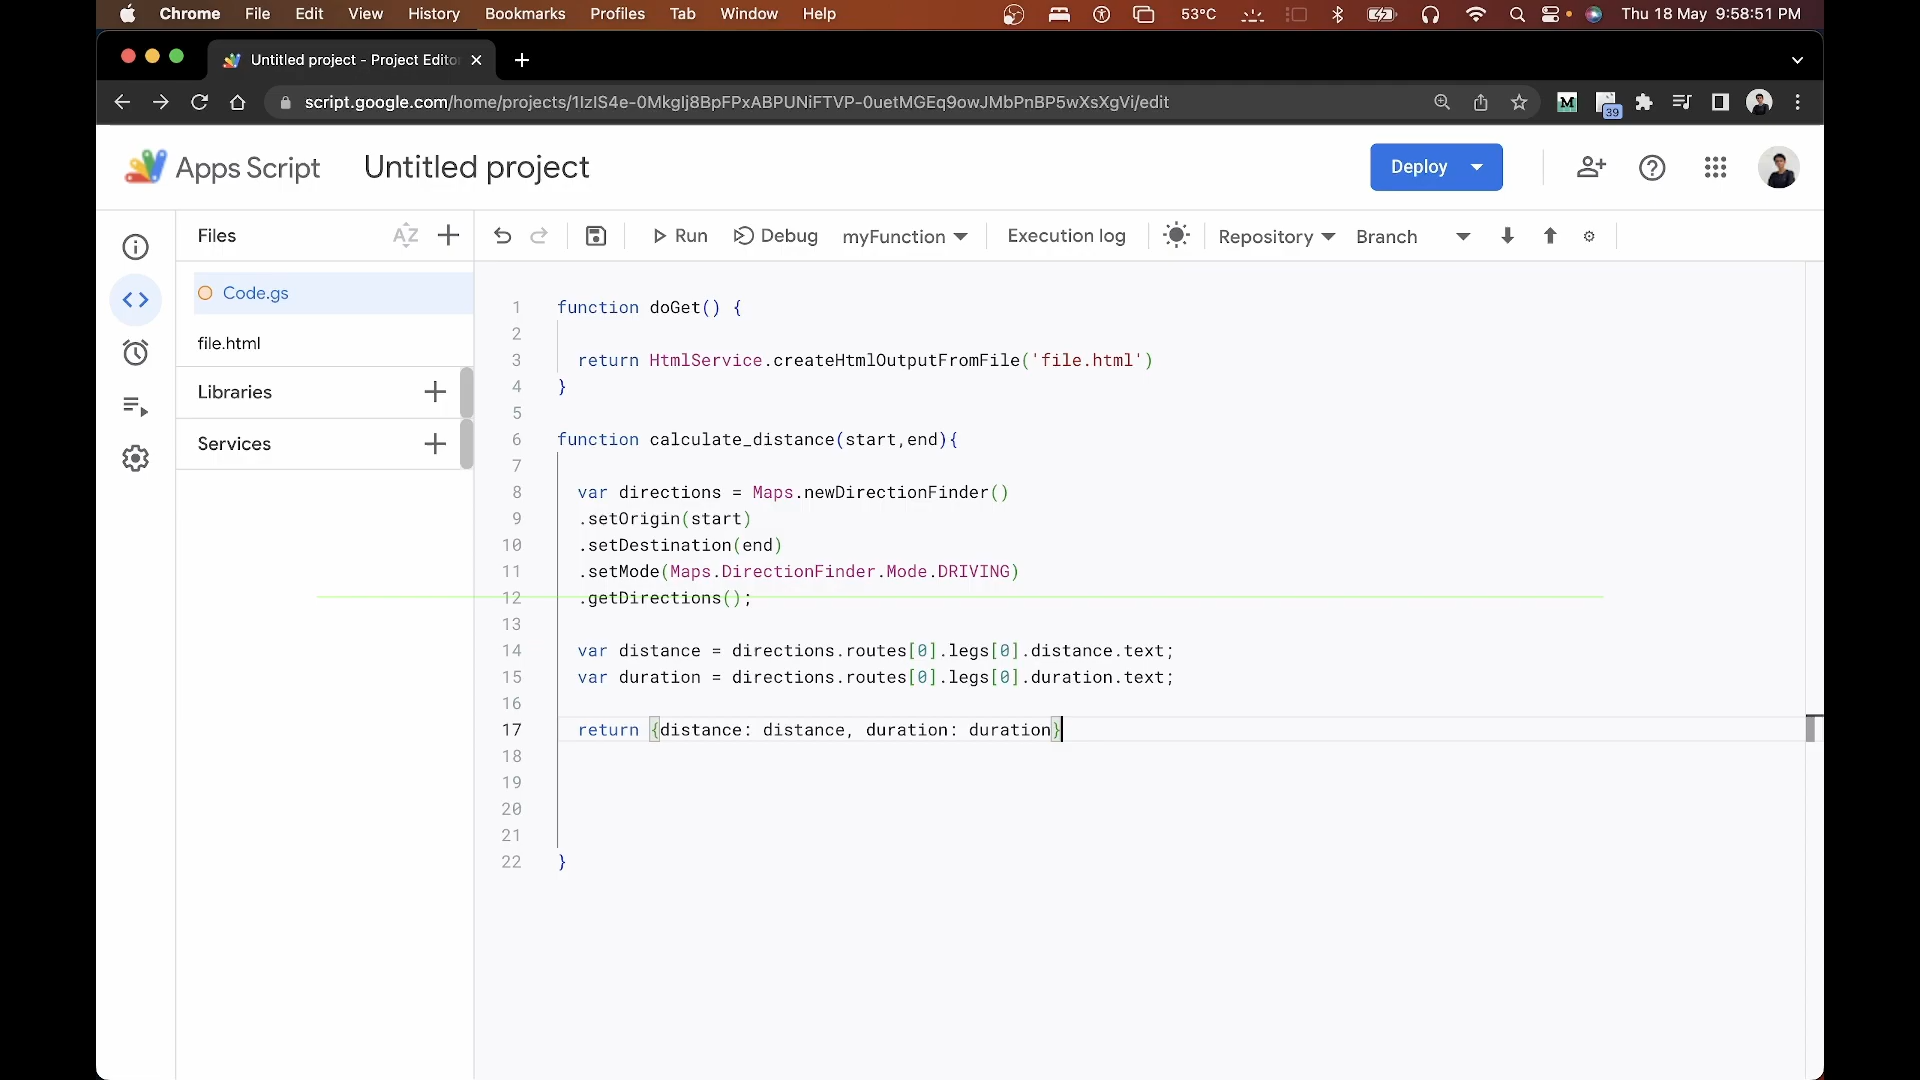 Chrome File Edit View History Bookmarks Profiles Tab Window Help 53°C Thu 18 May 9:58:51 PM
Untitled project - Project Edito
script.google.com/home/projects/1IzIS4e-0MkgIj8BpFPxABPUNiFTVP-0uetMGEq9owJMbPnBP5wXsXgVi/edit M 39
Apps Script Untitled project Deploy
Files AZ Run Debug myFunction Execution log Repository Branch
Code.gs
file.html
Libraries
Services
1 function doGet() {
2
3 return HtmlService.createHtmlOutputFromFile('file.html')
4 }
5
6 function calculate_distance(start,end){
7
8 var directions = Maps.newDirectionFinder()
9 .setOrigin(start)
10 .setDestination(end)
11 .setMode(Maps.DirectionFinder.Mode.DRIVING)
12 .getDirections();
13
14 var distance = directions.routes[0].legs[0].distance.text;
15 var duration = directions.routes[0].legs[0].duration.text;
16
17 return {distance: distance, duration: duration}
18
19
20
21
22 }